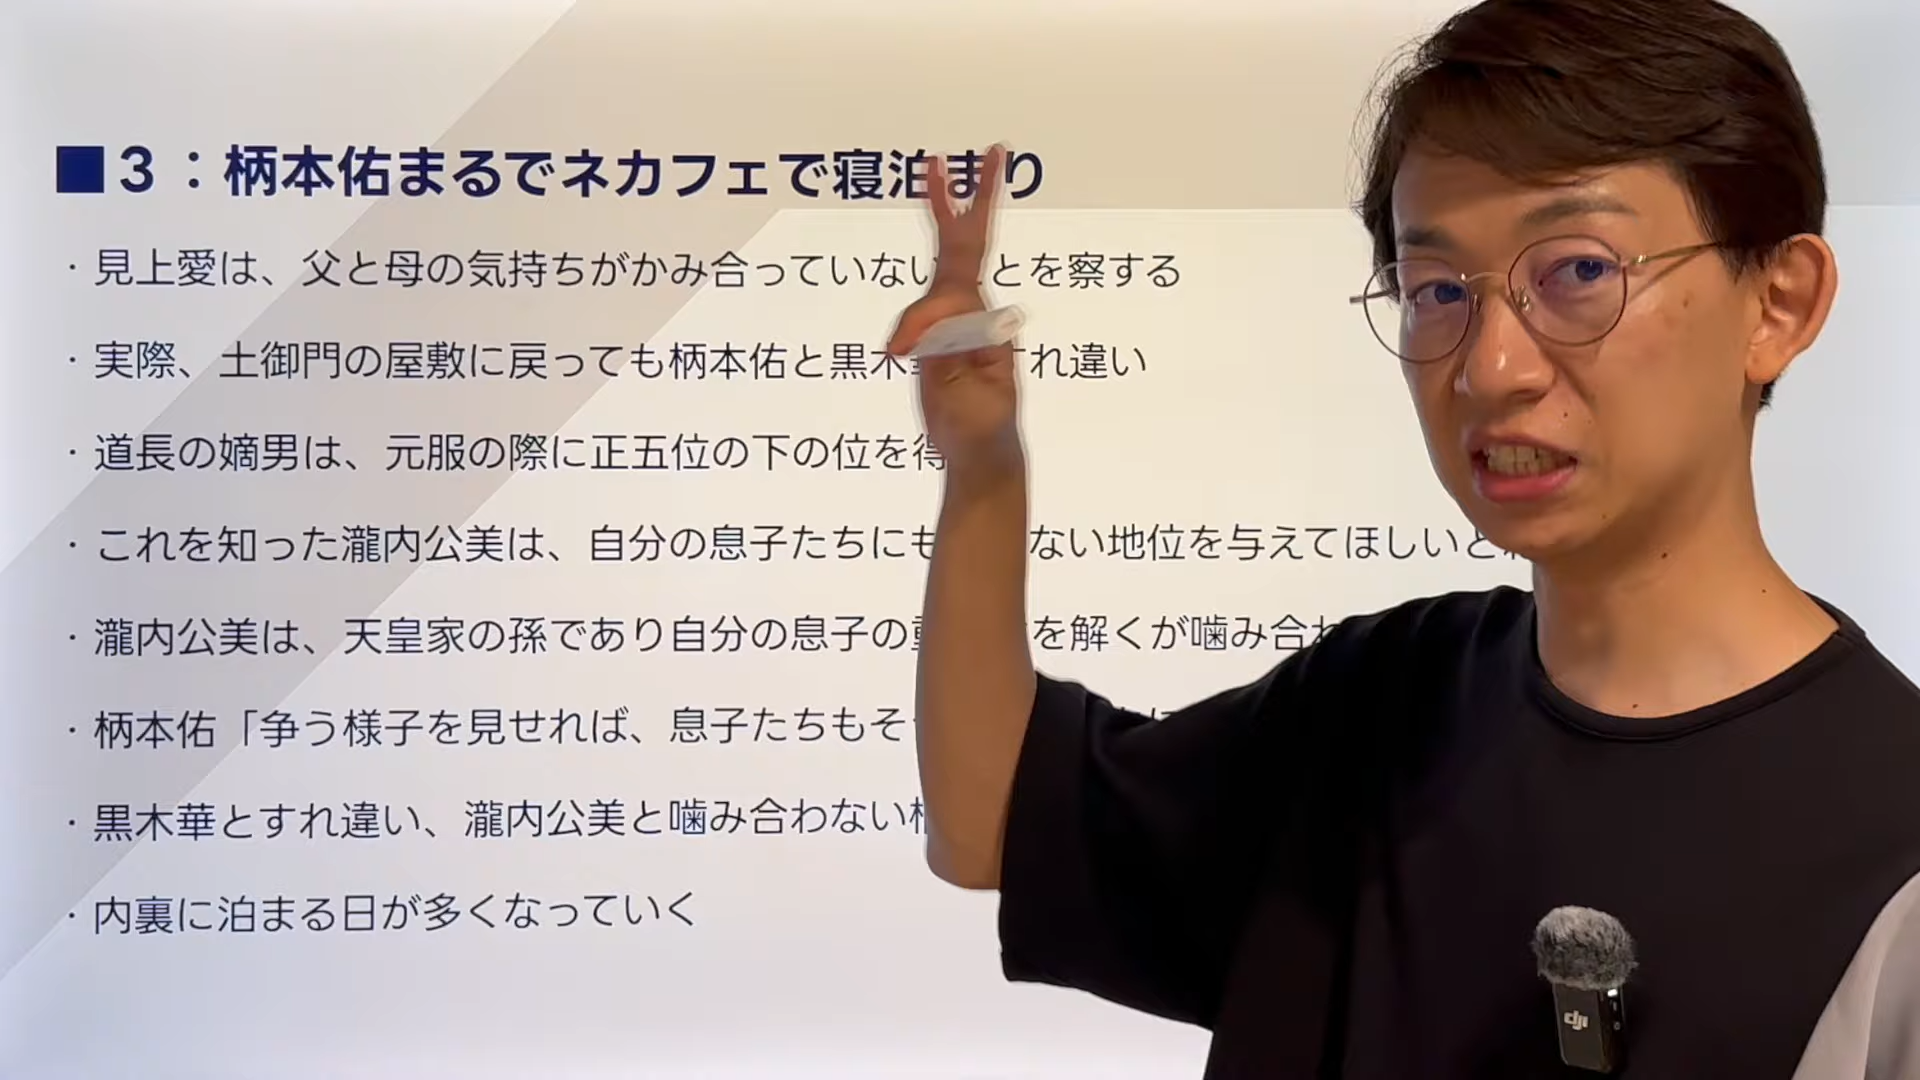 ■3：柄本佑まるでネカフェで寝泊まり
・見上愛は、父と母の気持ちがかみ合っていない とを察する
・実際、土御門の屋敷に戻っても柄本佑と黒木 すれ違い
・道長の嫡男は、元服の際に正五位の下の位を得
・これを知った瀧内公美は、自分の息子たちにも ない地位を与えてほしいと
・瀧内公美は、天皇家の孫であり自分の息子の を解くが噛み合わ
・柄本佑「争う様子を見せれば、息子たちもそ
・黒木華とすれ違い、瀧内公美と噛み合わない
・内裏に泊まる日が多くなっていく
dji